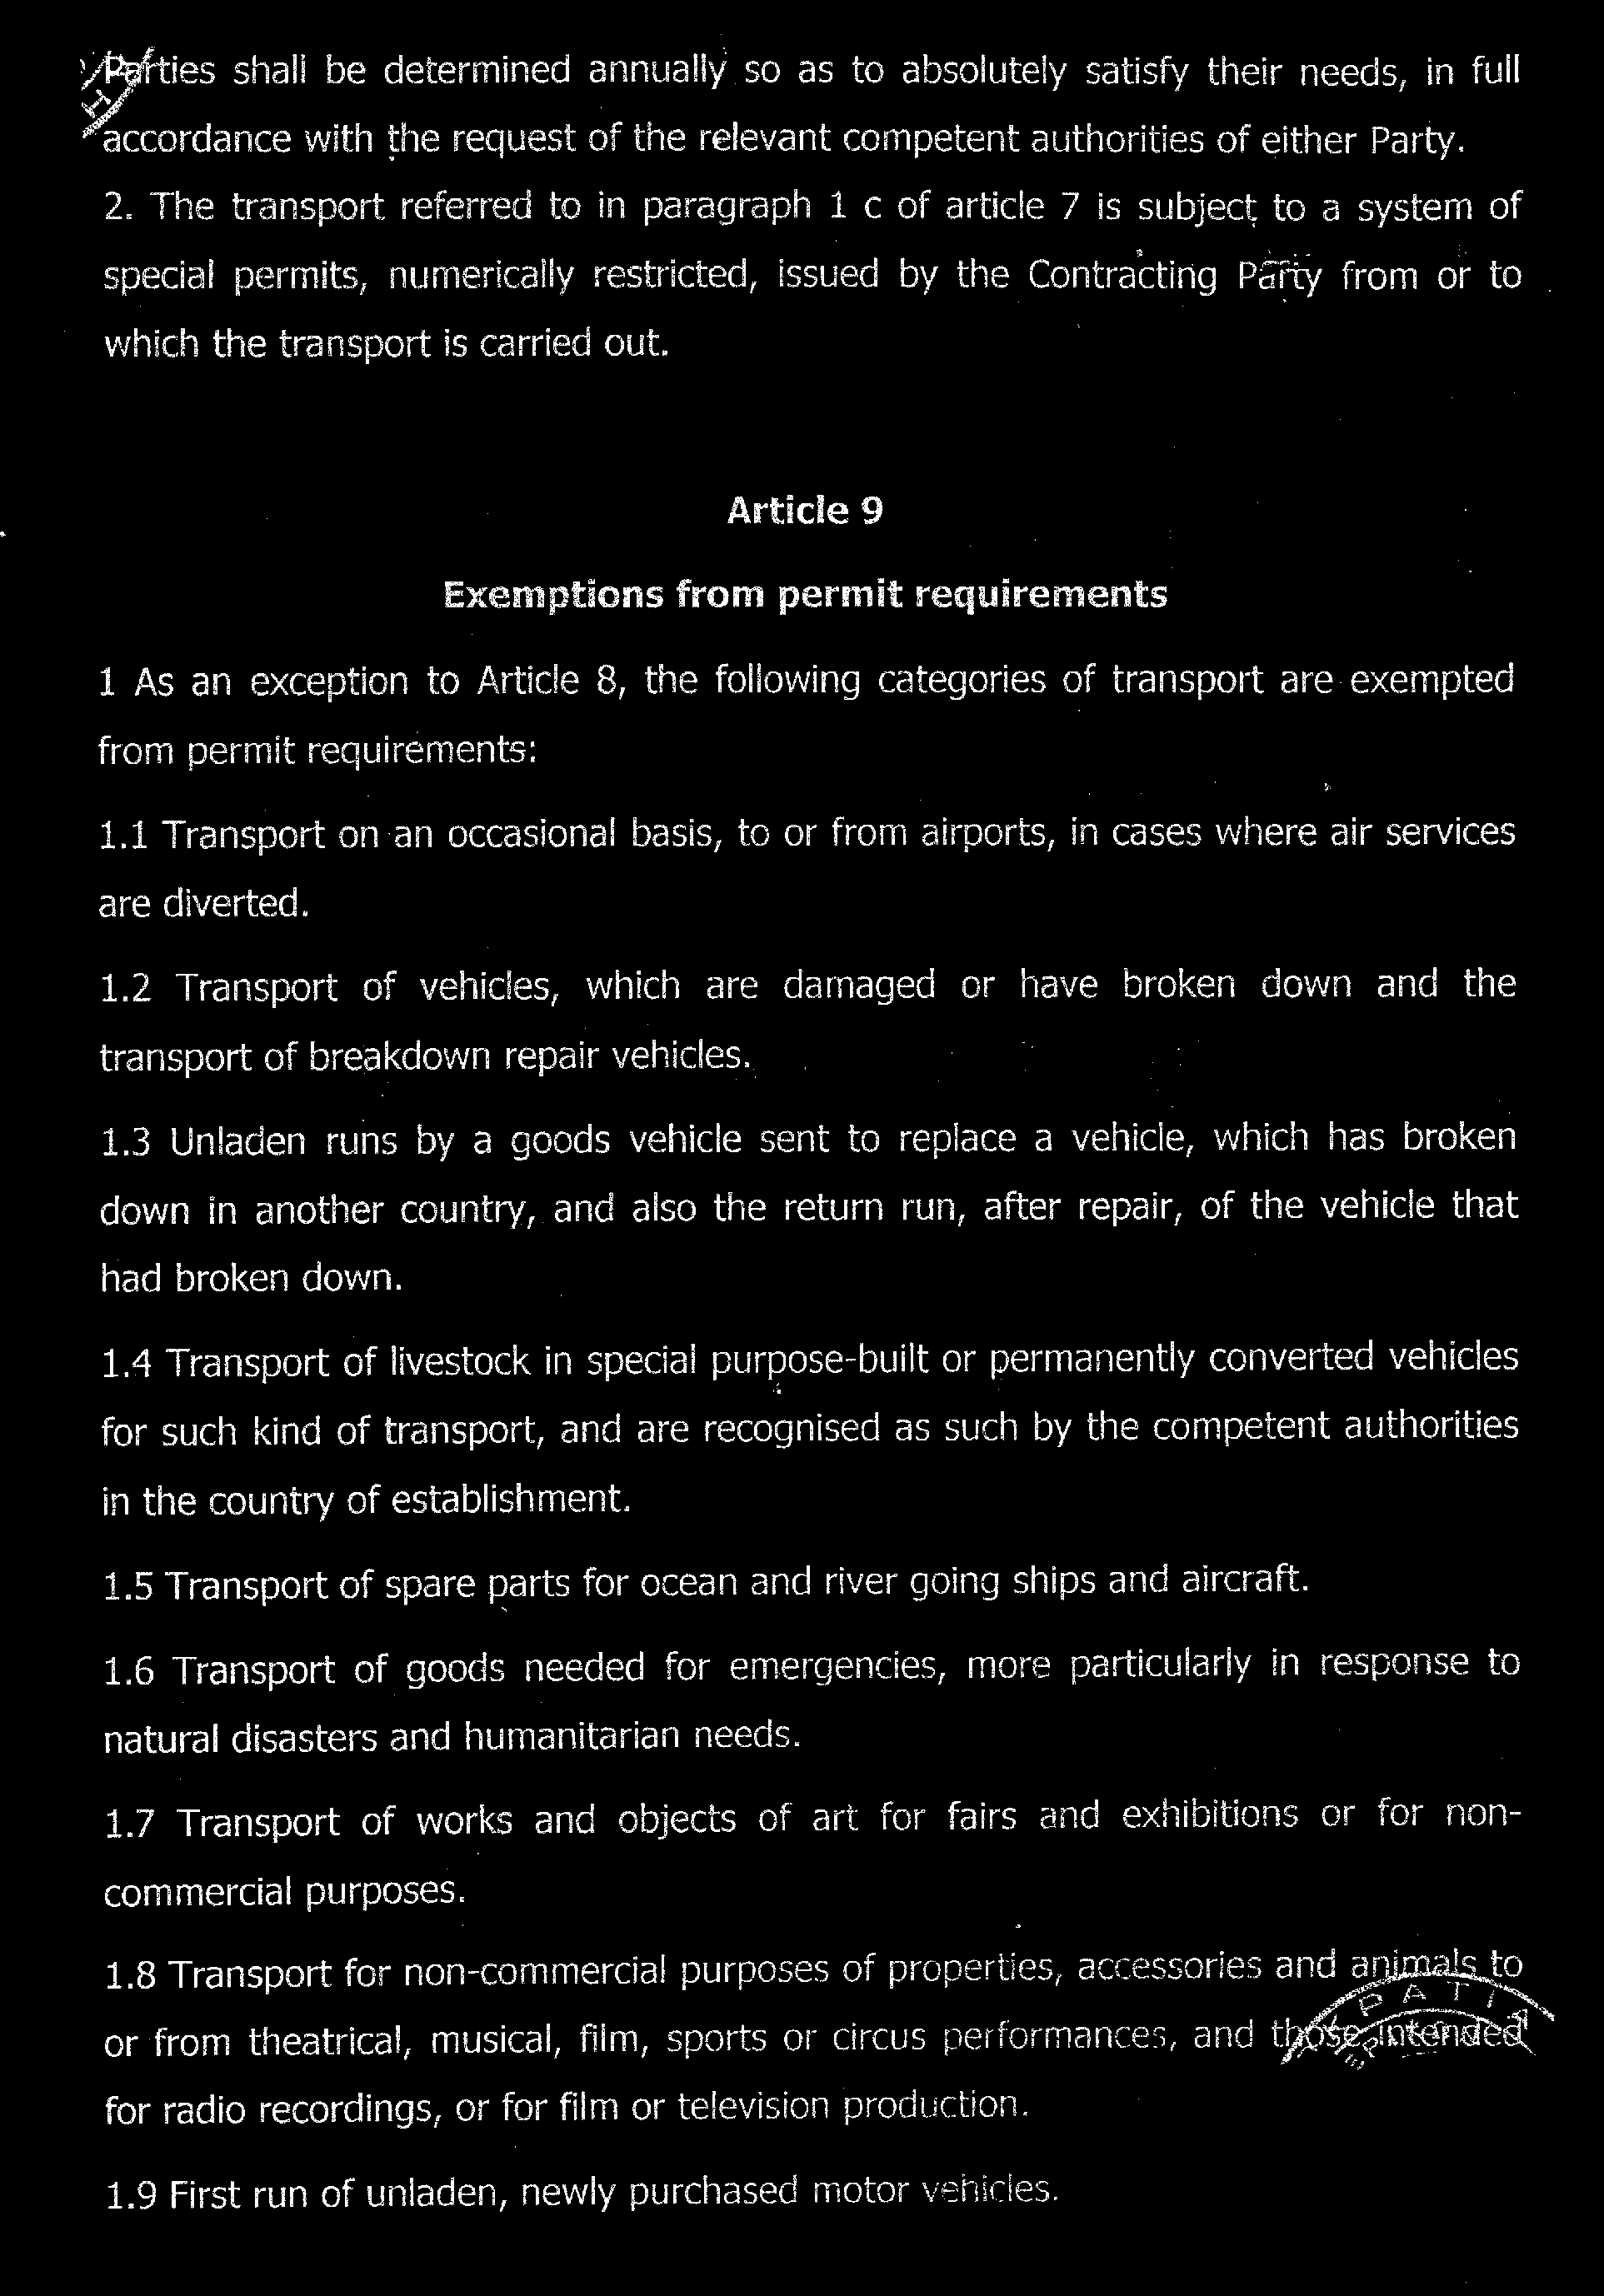 Parties shall be determined annually so as to absolutely satisfy their needs, in full
accordance with the request of the relevant competent authorities of either Party.
2. The transport referred to in paragraph 1 c of article 7 is subject to a system of
special permits, numerically restricted, issued by the Contracting Party from or to
which the transport is carried out.
Article 9
Exemptions from permit requirements
1 As an exception to Article 8, the following categories of transport are exempted
from permit requirements:
1.1 Transport on an occasional basis, to or from airports, in cases where air services
are diverted.
1.2 Transport of vehicles, which are damaged or have broken down and the
transport of breakdown repair vehicles.
1.3 Unladen runs by a goods vehicle sent to replace a vehicle, which has broken
down in another country, and also the return run, after repair, of the vehicle that
had broken down.
1.4 Transport of livestock in special purpose-built or permanently converted vehicles
for such kind of transport, and are recognised as such by the competent authorities
in the country of establishment.
1.5 Transport of spare parts for ocean and river going ships and aircraft.
1.6 Transport of goods needed for emergencies, more particularly in response to
natural disasters and humanitarian needs.
1.7 Transport of works and objects of art for fairs and exhibitions or for non-
commercial purposes.
1.8 Transport for non-commercial purposes of properties, accessories and animals to
or from theatrical, musical, film, sports or circus performances, and those intended
for radio recordings, or for film or television production.
1.9 First run of unladen, newly purchased motor vehicles.